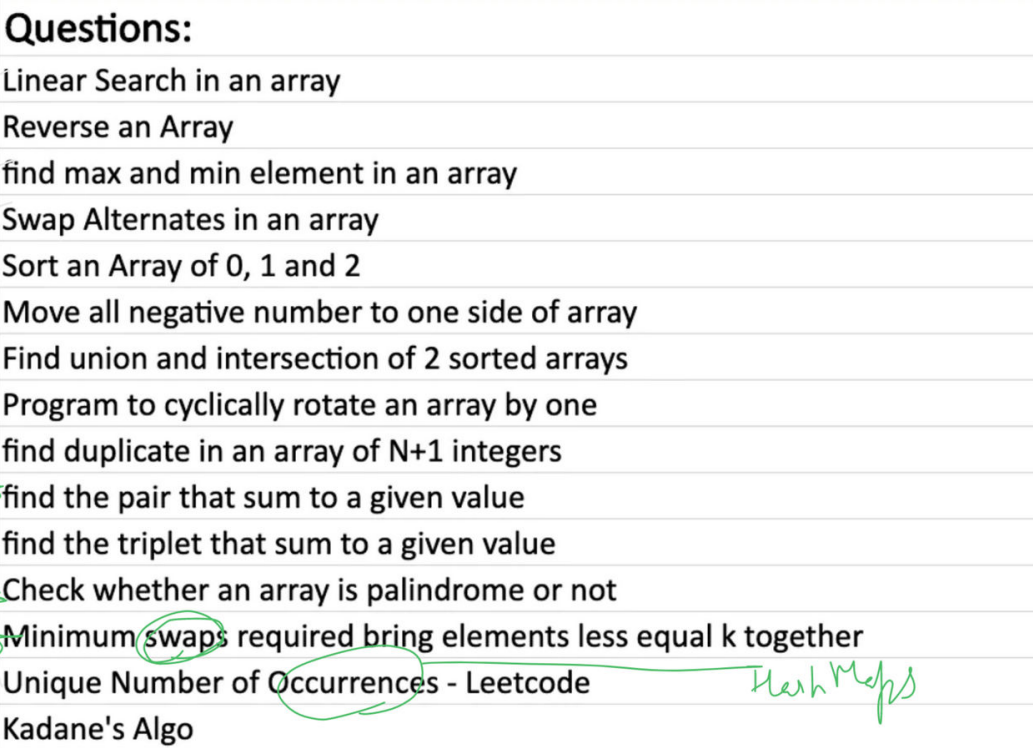 Questions:
Linear Search in an array
Reverse an Array
find max and min element in an array
Swap Alternates in an array
Sort an Array of 0, 1 and 2
Move all negative number to one side of array
Find union and intersection of 2 sorted arrays
Program to cyclically rotate an array by one
find duplicate in an array of N+1 integers
find the pair that sum to a given value
find the triplet that sum to a given value
Check whether an array is palindrome or not
Minimum swaps required bring elements less equal k together
Unique Number of Occurrences - Leetcode
Hash Maps
Kadane's Algo